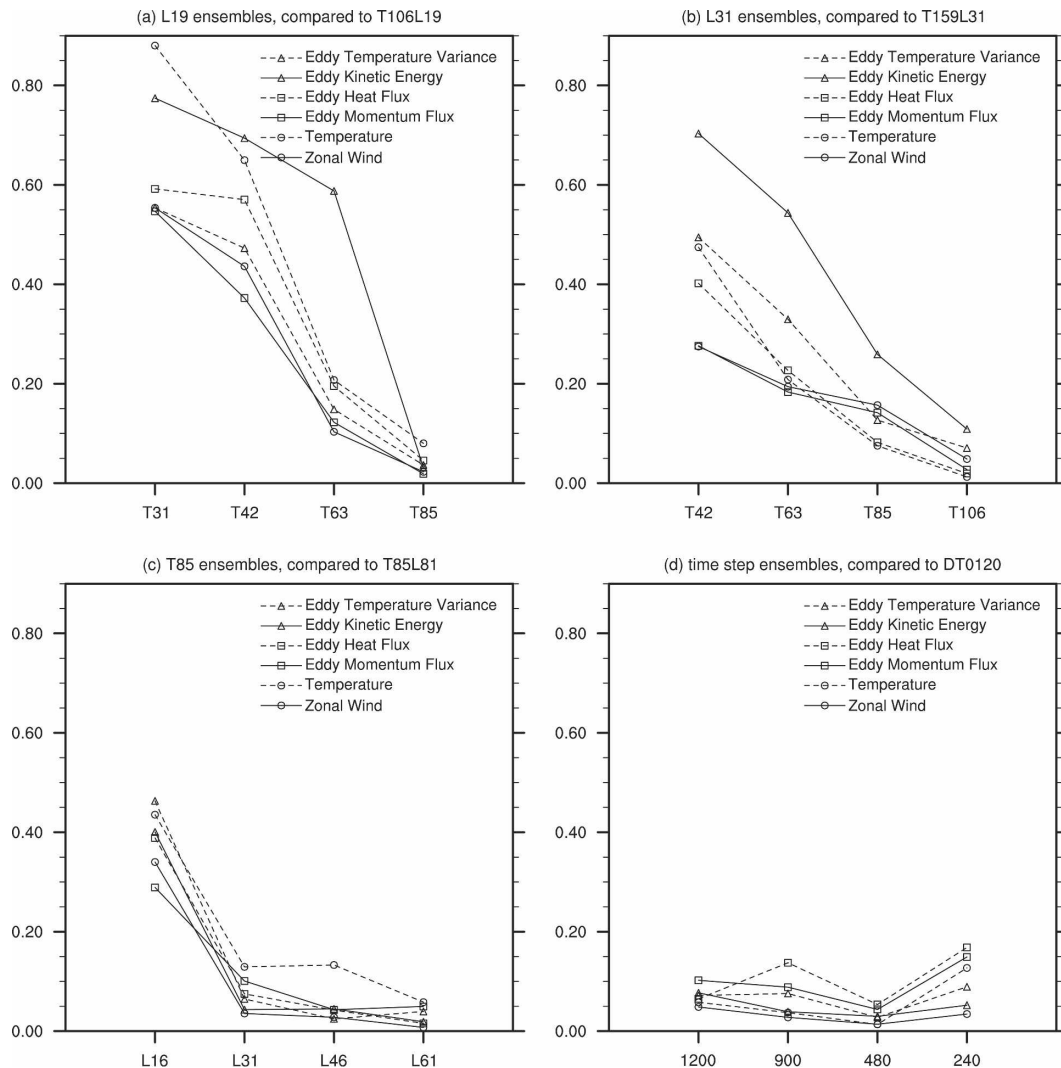 (a) L19 ensembles, compared to T106L19
Eddy Temperature Variance
Eddy Kinetic Energy
Eddy Heat Flux
Eddy Momentum Flux
Temperature
Zonal Wind
0.80
0.60
0.40
0.20
0.00
T31 T42 T63 T85
(b) L31 ensembles, compared to T159L31
Eddy Temperature Variance
Eddy Kinetic Energy
Eddy Heat Flux
Eddy Momentum Flux
Temperature
Zonal Wind
0.80
0.60
0.40
0.20
0.00
T42 T63 T85 T106
(c) T85 ensembles, compared to T85L81
Eddy Temperature Variance
Eddy Kinetic Energy
Eddy Heat Flux
Eddy Momentum Flux
Temperature
Zonal Wind
0.80
0.60
0.40
0.20
0.00
L16 L31 L46 L61
(d) time step ensembles, compared to DT0120
Eddy Temperature Variance
Eddy Kinetic Energy
Eddy Heat Flux
Eddy Momentum Flux
Temperature
Zonal Wind
0.80
0.60
0.40
0.20
0.00
1200 900 480 240